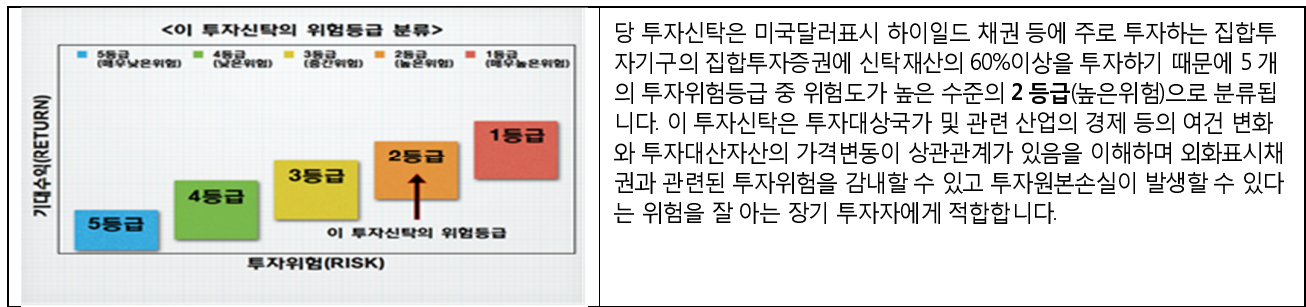 <이 투자신탁의 위험등급 분류>
5등급
(매우낮은위험)
4등급
(낮은위험)
3등급
(중간위험)
2등급
(높은위험)
1등급
(매우높은위험)
기대수익(RETURN)
1등급
2등급
3등급
4등급
5등급
이 투자신탁의 위험등급
투자위험(RISK)
당 투자신탁은 미국달러표시 하이일드 채권 등에 주로 투자하는 집합투
자기구의 집합투자증권에 신탁재산의 60%이상을 투자하기 때문에 5 개
의 투자위험등급 중 위험도가 높은 수준의 2 등급(높은위험)으로 분류됩
니다. 이 투자신탁은 투자대상국가 및 관련 산업의 경제 등의 여건 변화
와 투자대산자산의 가격변동이 상관관계가 있음을 이해하며 외화표시채
권과 관련된 투자위험을 감내할 수 있고 투자원본손실이 발생할 수 있다
는 위험을 잘 아는 장기 투자자에게 적합합니다.